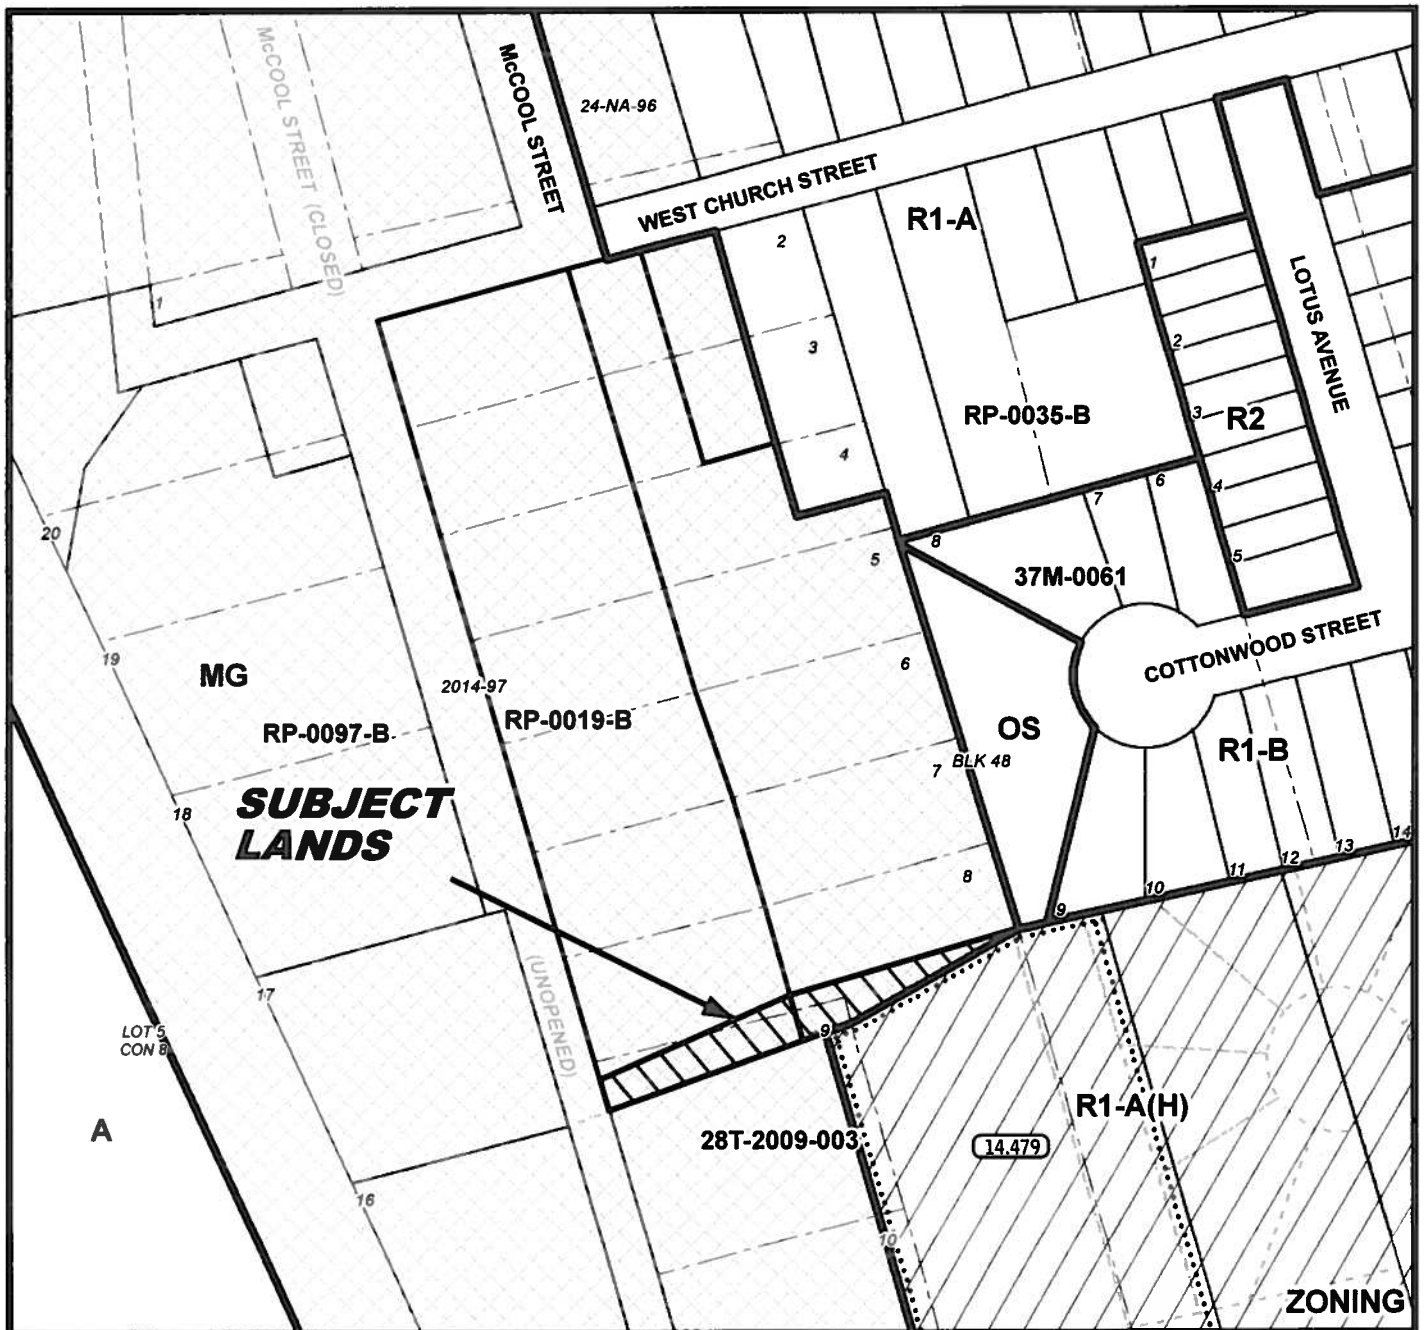 McCOOL STREET (CLOSED)
McCOOL STREET
24-NA-96
WEST CHURCH STREET
R1-A
2
1
LOTUS AVENUE
1
3
2
RP-0035-B
3
R2
4
6
4
7
20
8
5
5
37M-0061
COTTONWOOD STREET
19
6
MG
2014-97
RP-0097-B
RP-0019-B
OS
R1-B
7
BLK 48
SUBJECT
LANDS
18
14
13
12
11
10
9
8
17
(UNOPENED)
LOT 5
CON 8
9
A
R1-A(H)
28T-2009-003
14.479
16
10
ZONING